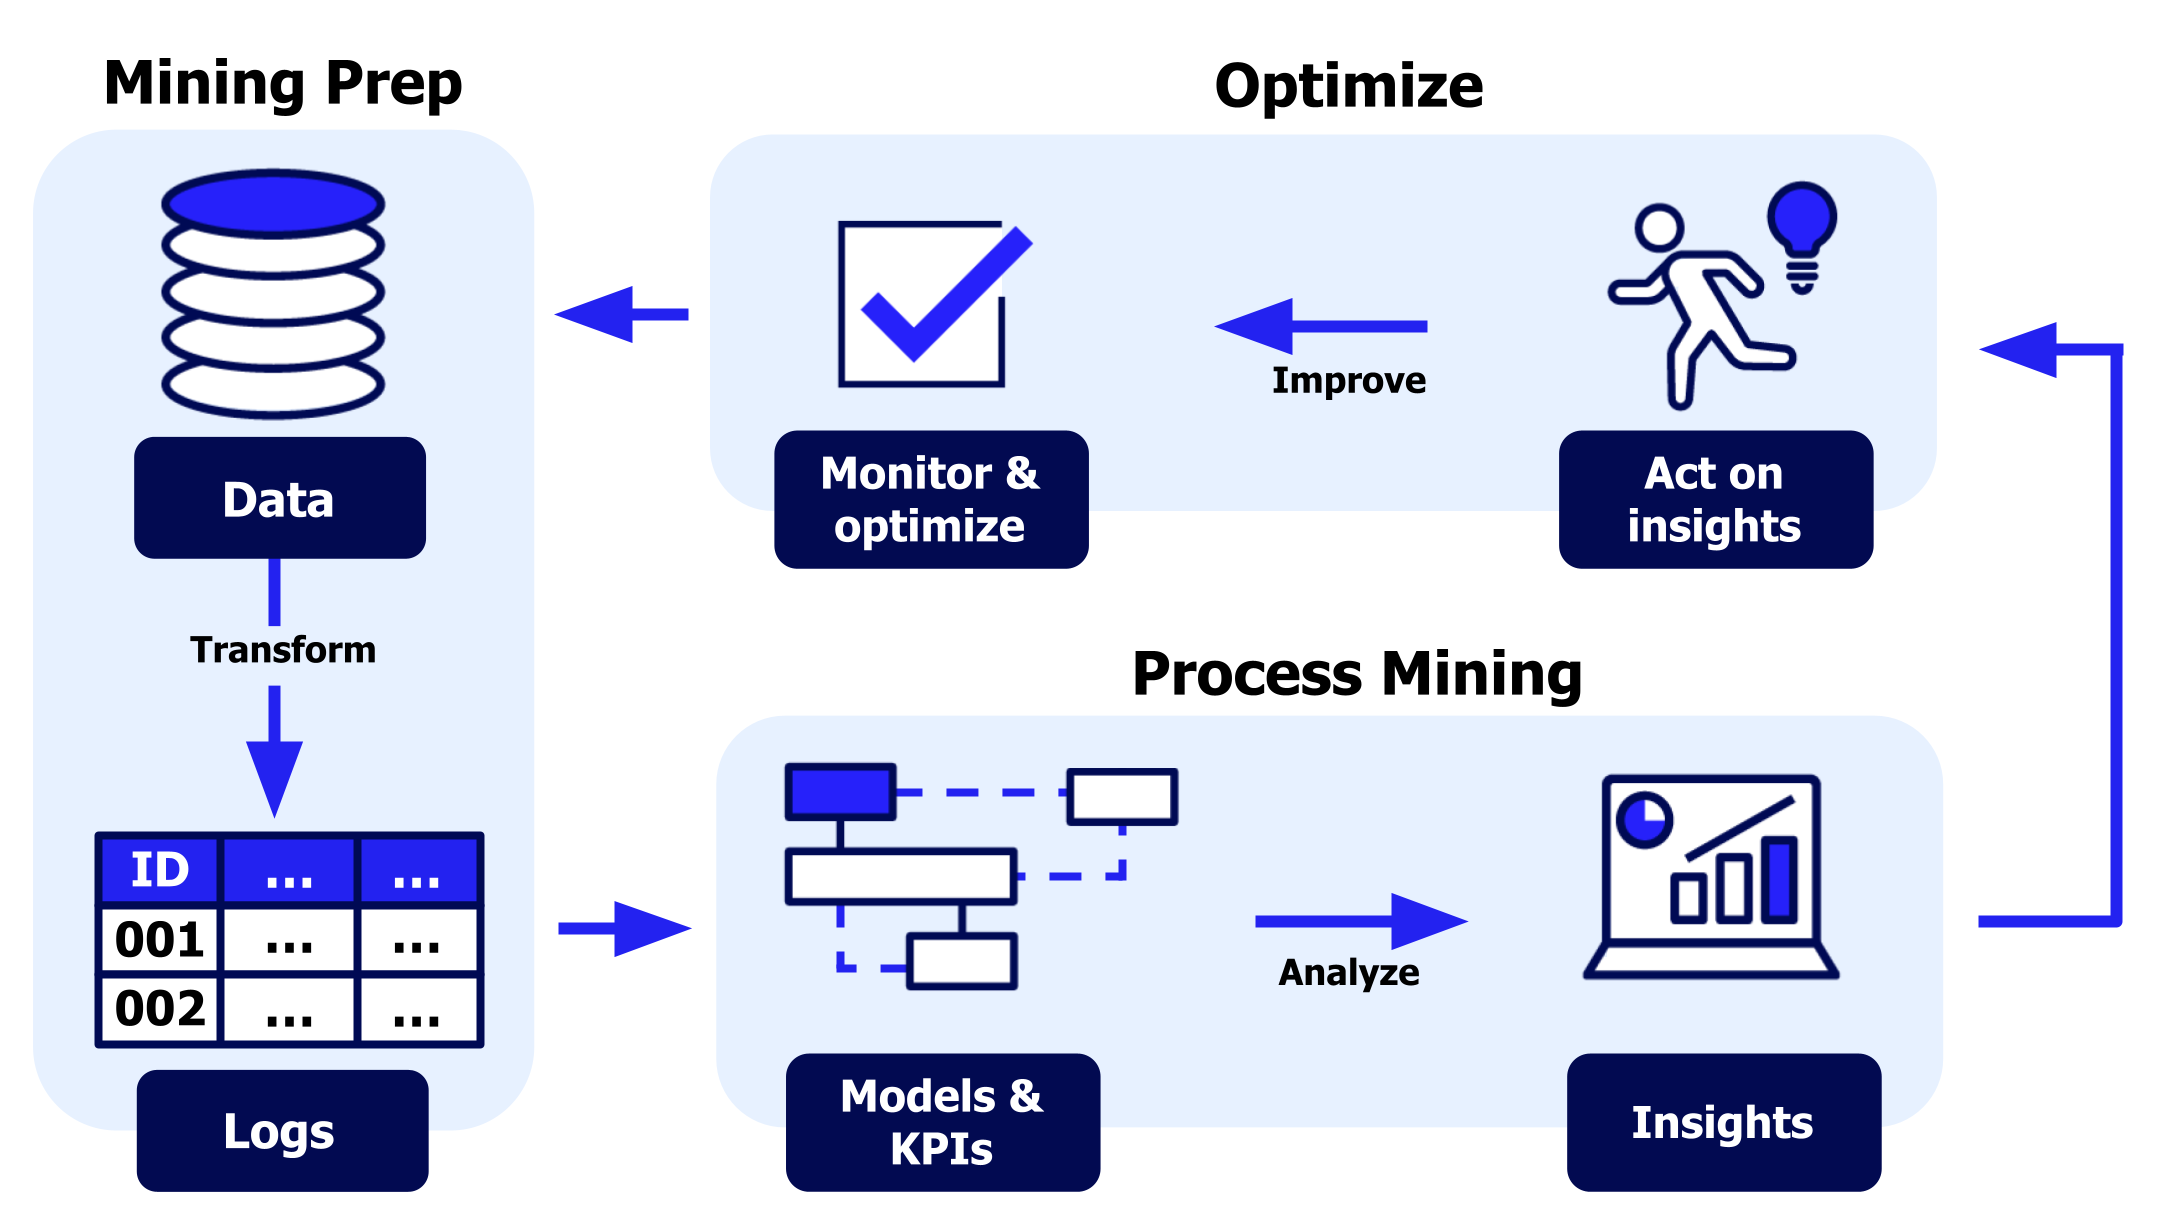 Mining Prep
Data
Transform
ID ... ...
001 ... ...
002 ... ...
Logs
Optimize
Improve
Monitor &
optimize
Act on
insights
Process Mining
Analyze
Models &
KPIs
Insights